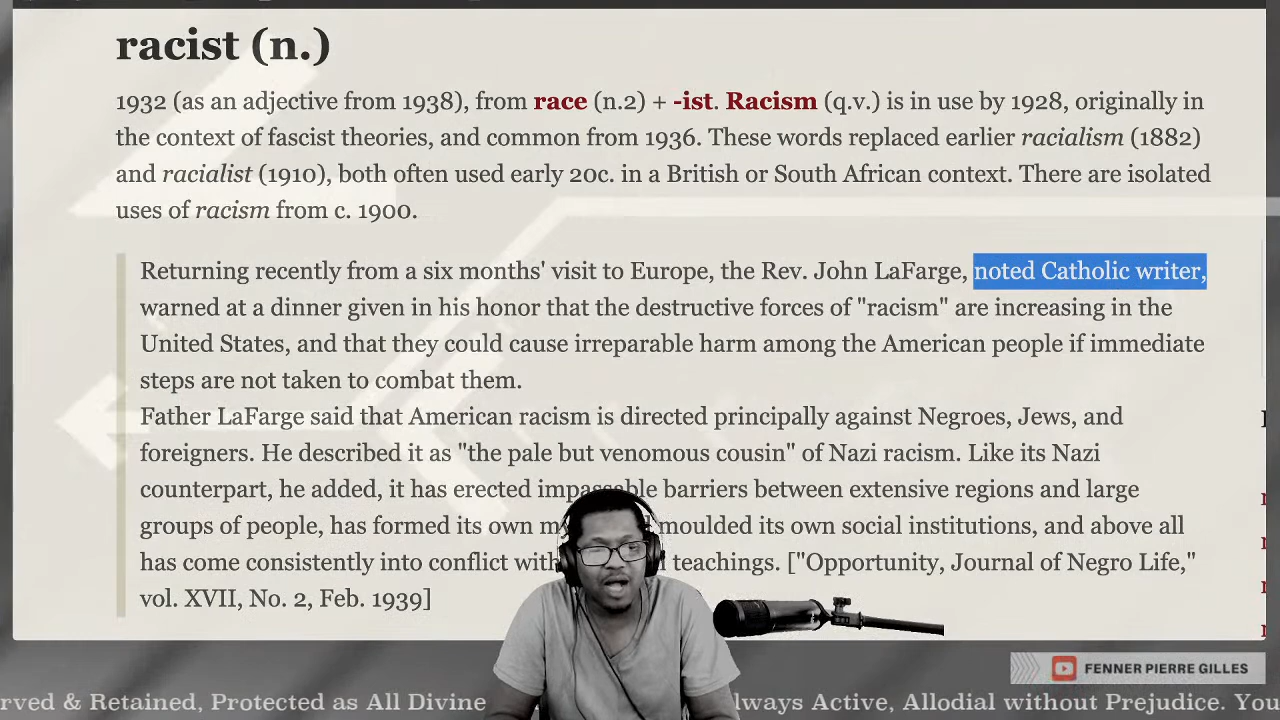 racist (n.)
1932 (as an adjective from 1938), from race (n.2) + -ist. Racism (q.v.) is in use by 1928, originally in
the context of fascist theories, and common from 1936. These words replaced earlier racialism (1882)
and racialist (1910), both often used early 20c. in a British or South African context. There are isolated
uses of racism from c. 1900.
Returning recently from a six months' visit to Europe, the Rev. John LaFarge, noted Catholic writer,
warned at a dinner given in his honor that the destructive forces of "racism" are increasing in the
United States, and that they could cause irreparable harm among the American people if immediate
steps are not taken to combat them.
Father LaFarge said that American racism is directed principally against Negroes, Jews, and
foreigners. He described it as "the pale but venomous cousin" of Nazi racism. Like its Nazi
counterpart, he added, it has erected impassable barriers between extensive regions and large
groups of people, has formed its own moulded its own social institutions, and above all
has come consistently into conflict with teachings. ["Opportunity, Journal of Negro Life,"
vol. XVII, No. 2, Feb. 1939]
FENNER PIERRE GILLES
rved & Retained, Protected as All Divine lways Active, Allodial without Prejudice. You